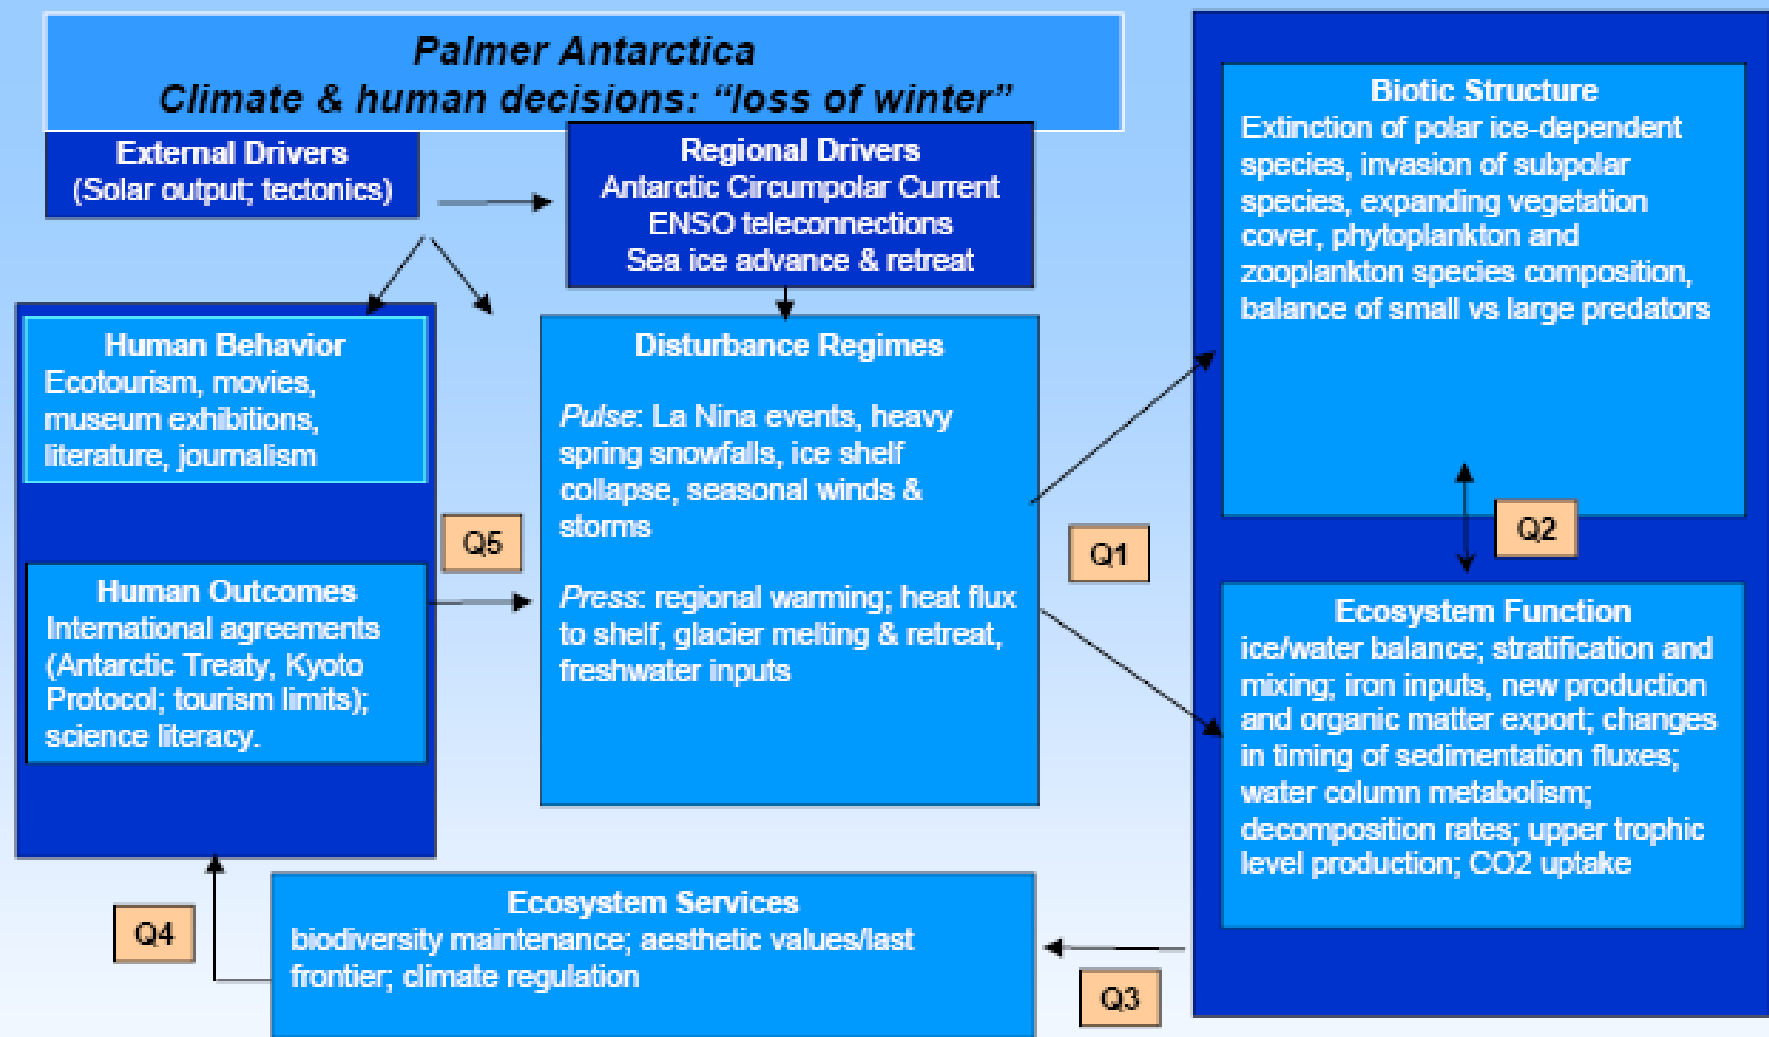 Palmer Antarctica
Climate & human decisions: “loss of winter”
External Drivers
(Solar output; tectonics)
Regional Drivers
Antarctic Circumpolar Current
ENSO teleconnections
Sea ice advance & retreat
Human Behavior
Ecotourism, movies,
museum exhibitions,
literature, journalism
Human Outcomes
International agreements
(Antarctic Treaty, Kyoto
Protocol; tourism limits);
science literacy.
Q5
Disturbance Regimes
Pulse: La Nina events, heavy
spring snowfalls, ice shelf
collapse, seasonal winds &
storms
Press: regional warming; heat flux
to shelf, glacier melting & retreat,
freshwater inputs
Q1
Biotic Structure
Extinction of polar ice-dependent
species, invasion of subpolar
species, expanding vegetation
cover, phytoplankton and
zooplankton species composition,
balance of small vs large predators
Q2
Ecosystem Function
ice/water balance; stratification and
mixing; iron inputs, new production
and organic matter export; changes
in timing of sedimentation fluxes;
water column metabolism;
decomposition rates; upper trophic
level production; CO2 uptake
Q4
Ecosystem Services
biodiversity maintenance; aesthetic values/last
frontier; climate regulation
Q3